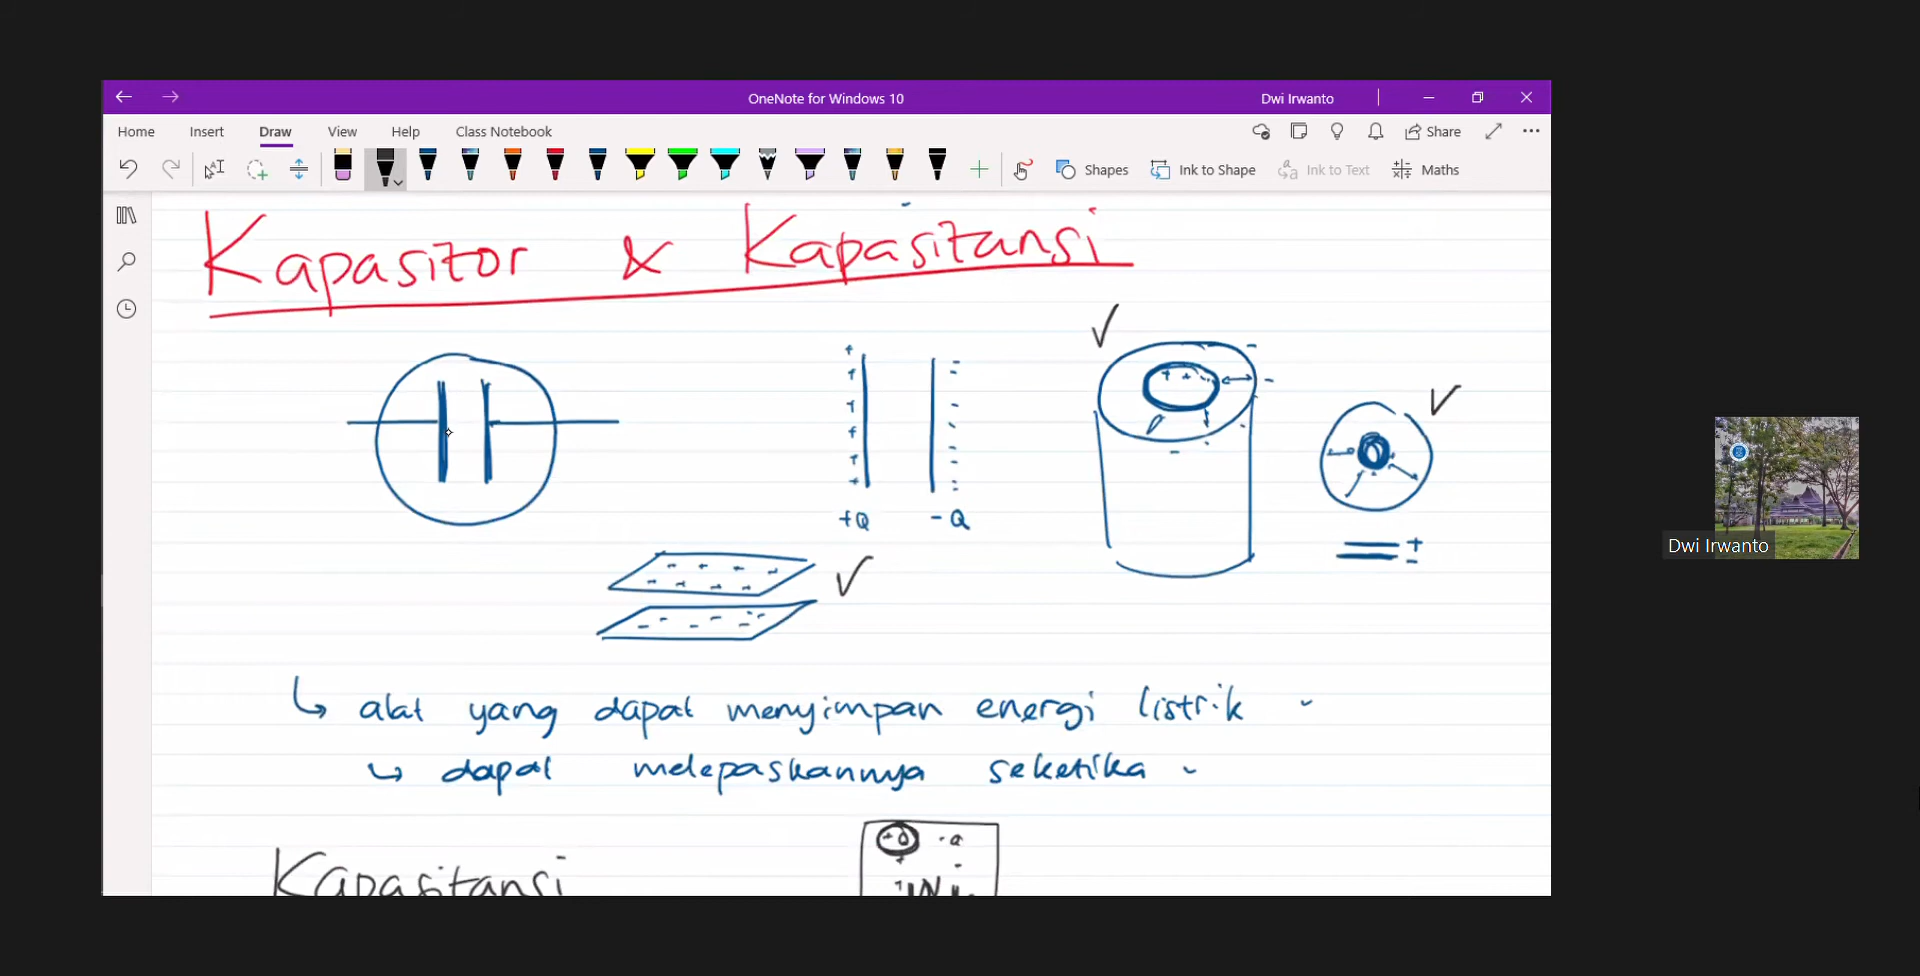 OneNote for Windows 10
Dwi Irwanto
Home Insert Draw View Help Class Notebook
Share
Shapes Ink to Shape Ink to Text Maths
Kapasitor & Kapasitansi
+Q -Q
Dwi Irwanto
↳ alat yang dapat menyimpan energi listrik
↳ dapat melepaskannya seketika
Kapasitansi
+Q -Q